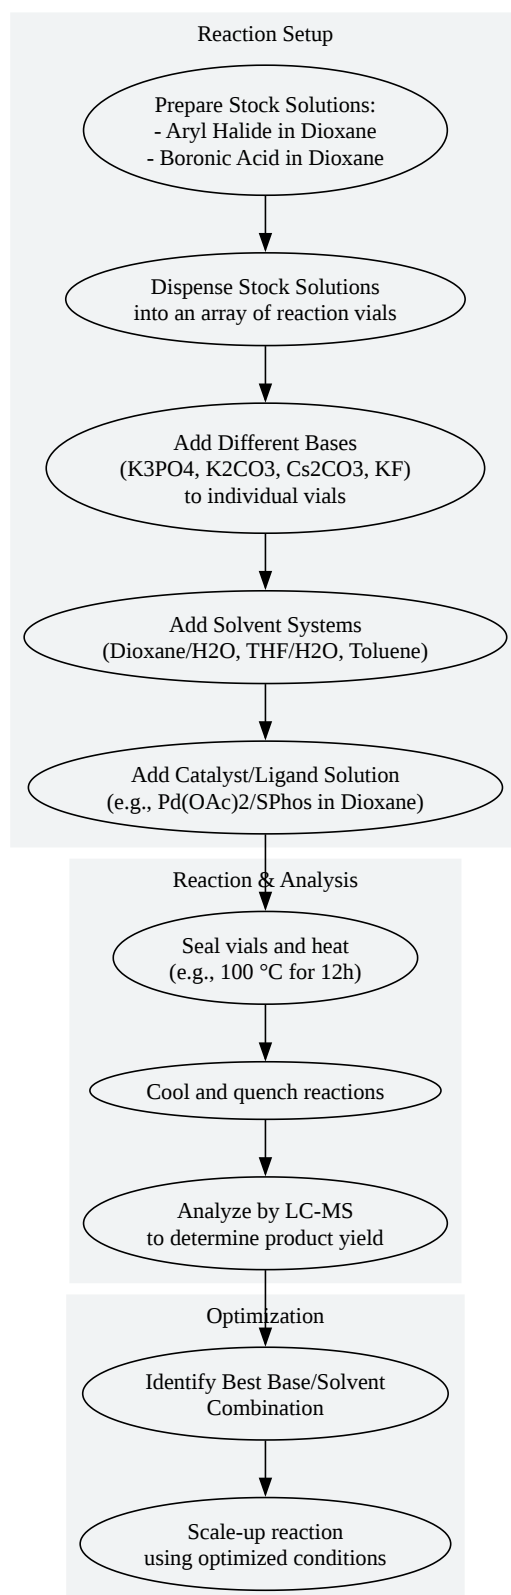 Reaction Setup
Prepare Stock Solutions:
- Aryl Halide in Dioxane
- Boronic Acid in Dioxane
Dispense Stock Solutions
into an array of reaction vials
Add Different Bases
(K3PO4, K2CO3, Cs2CO3, KF)
to individual vials
Add Solvent Systems
(Dioxane/H2O, THF/H2O, Toluene)
Add Catalyst/Ligand Solution
(e.g., Pd(OAc)2/SPhos in Dioxane)
Reaction & Analysis
Seal vials and heat
(e.g., 100 °C for 12h)
Cool and quench reactions
Analyze by LC-MS
to determine product yield
Optimization
Identify Best Base/Solvent
Combination
Scale-up reaction
using optimized conditions